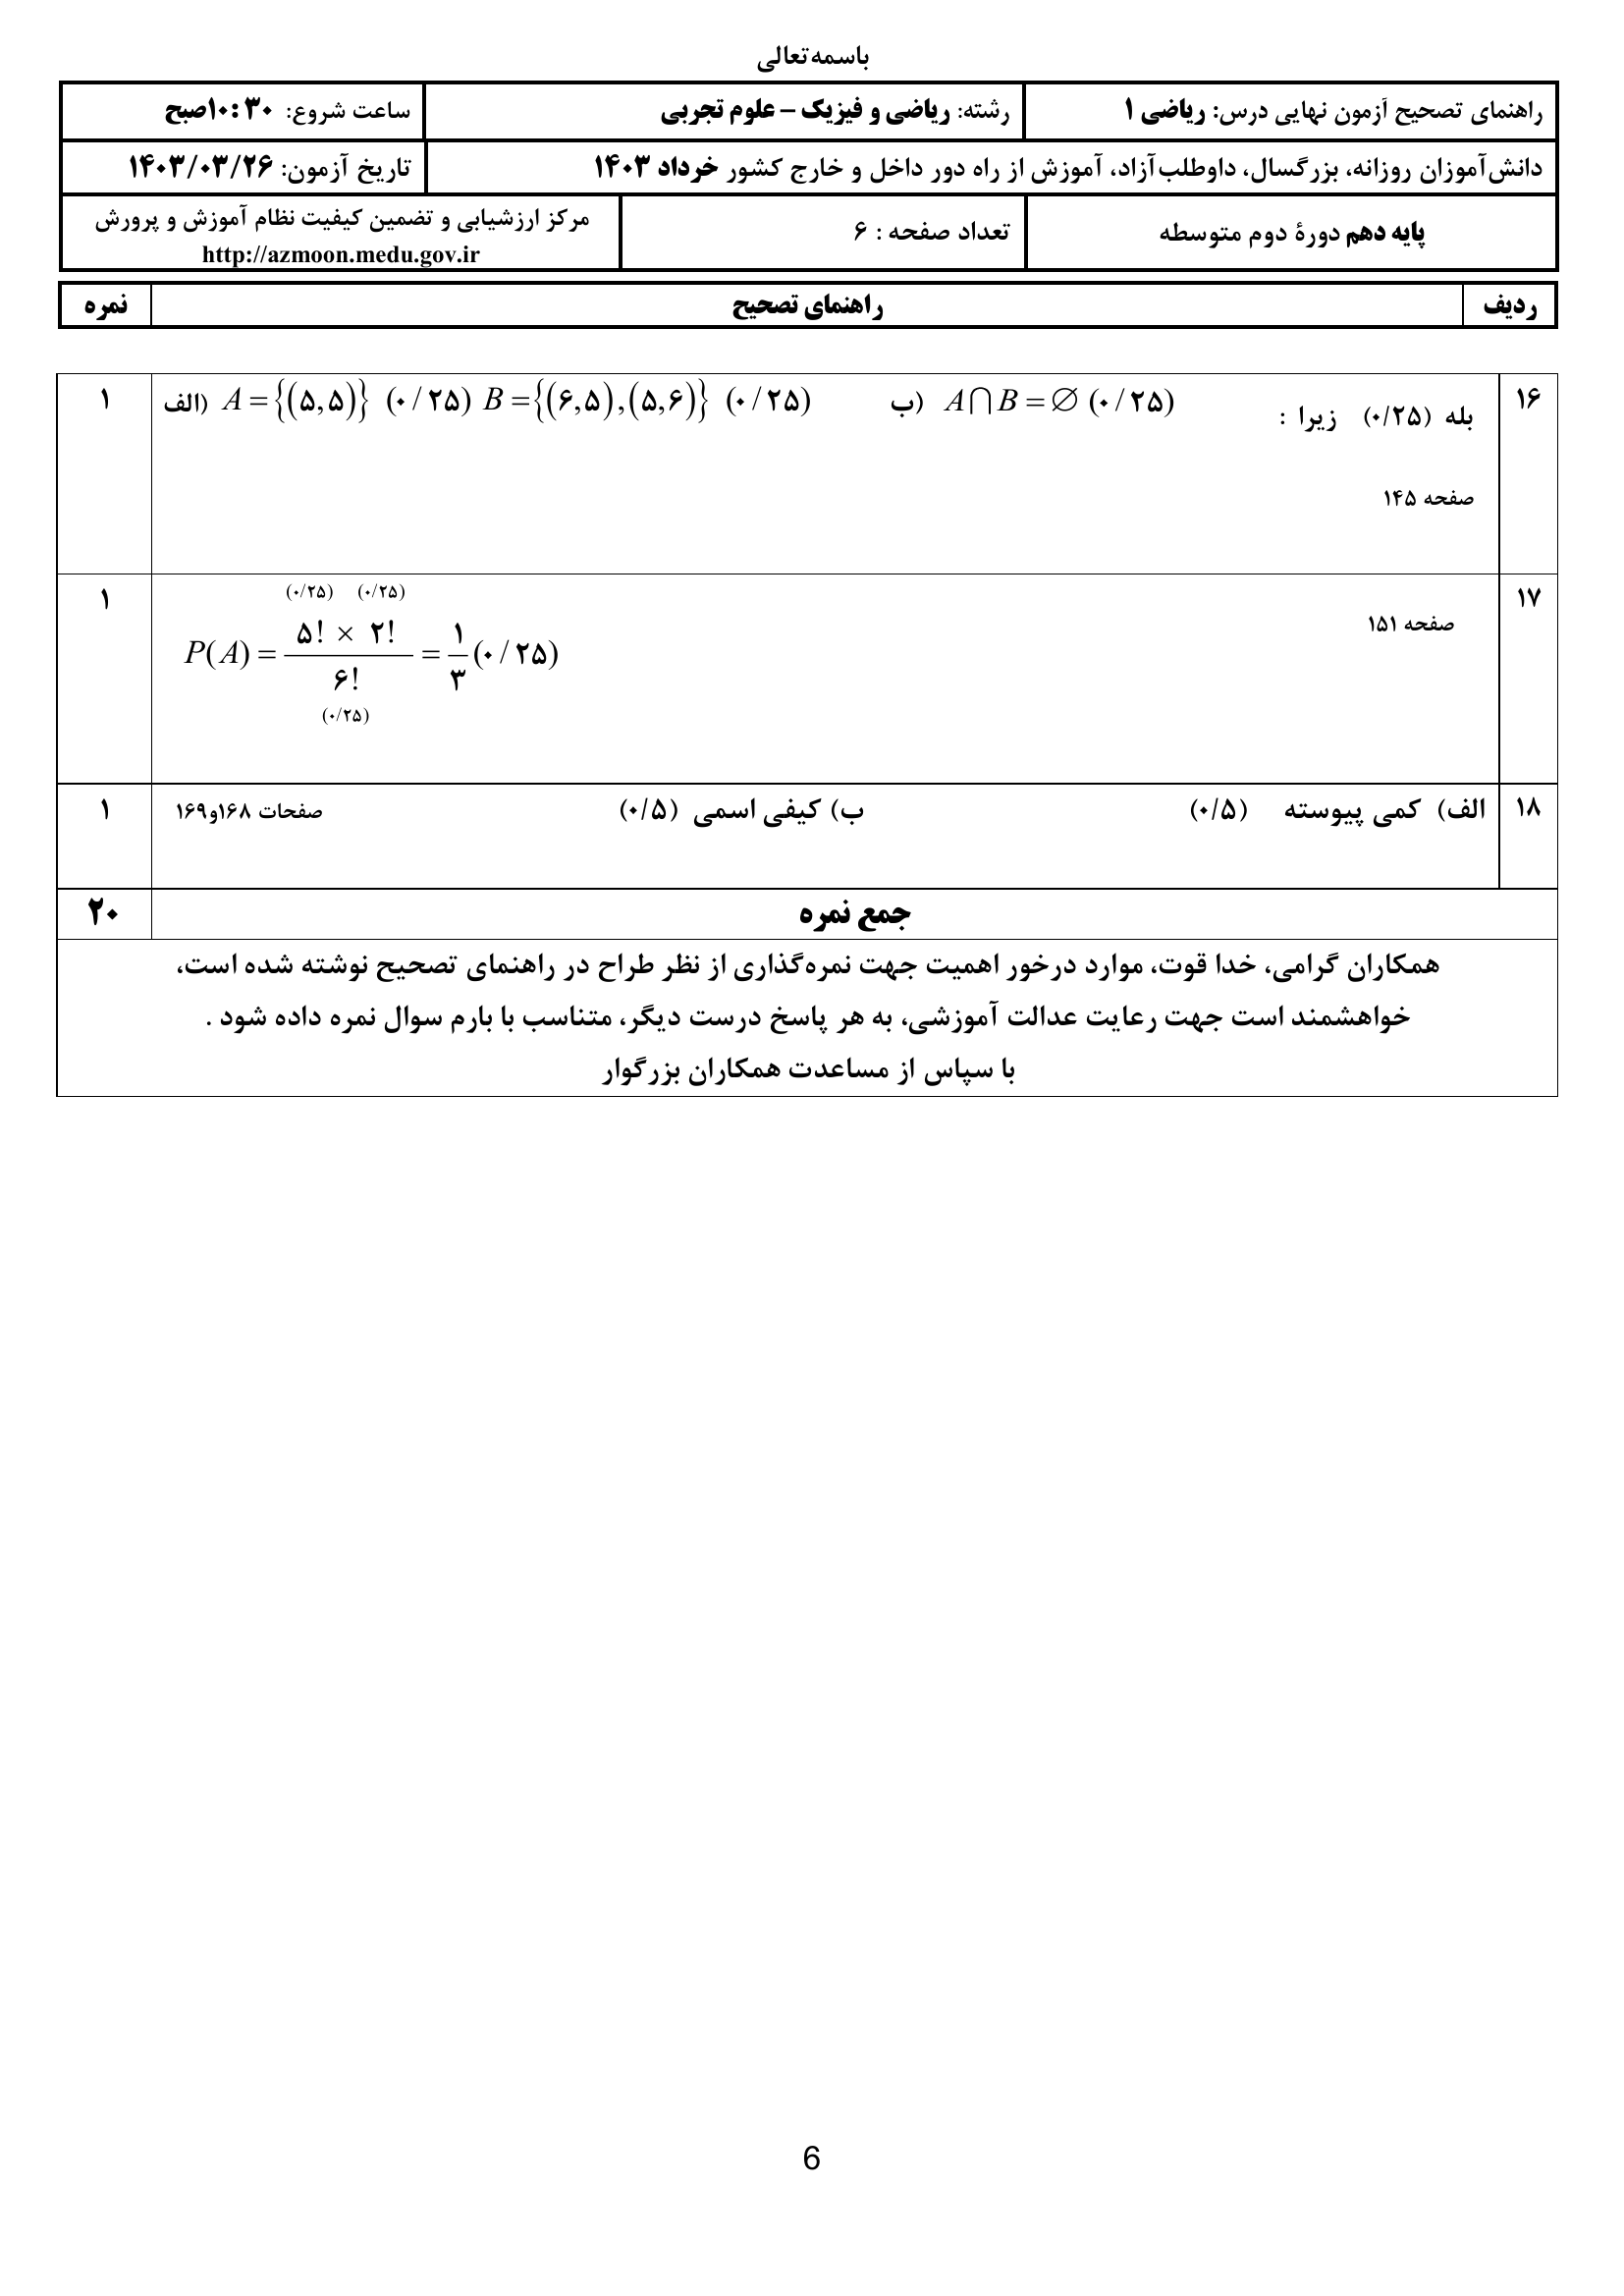 باسمه‌تعالی
راهنمای تصحیح آزمون نهایی درس: ریاضی ۱ رشته: ریاضی و فیزیک – علوم تجربی ساعت شروع: ۱۰:۳۰صبح
دانش‌آموزان روزانه، بزرگسال، داوطلب‌آزاد، آموزش از راه دور داخل و خارج کشور خرداد ۱۴۰۳ تاریخ آزمون: ۱۴۰۳/۰۳/۲۶
پایه دهم دورۀ دوم متوسطه تعداد صفحه : ۶ مرکز ارزشیابی و تضمین کیفیت نظام آموزش و پرورش
http://azmoon.medu.gov.ir
ردیف راهنمای تصحیح نمره
۱۶ الف) A = {(۵,۵)} (۰/۲۵) B = {(۶,۵),(۵,۶)} (۰/۲۵) ب) A ∩ B = ∅ (۰/۲۵) بله (۰/۲۵) زیرا : ۱
صفحه ۱۴۵
۱۷ صفحه ۱۵۱ ۱
(۰/۲۵) (۰/۲۵)
P(A) = (۵! × ۲!)/۶! = ۱/۳ (۰/۲۵)
(۰/۲۵)
۱۸ الف) کمی پیوسته (۰/۵) ب) کیفی اسمی (۰/۵) صفحات ۱۶۸و۱۶۹ ۱
جمع نمره ۲۰
همکاران گرامی، خدا قوت، موارد درخور اهمیت جهت نمره‌گذاری از نظر طراح در راهنمای تصحیح نوشته شده است،
خواهشمند است جهت رعایت عدالت آموزشی، به هر پاسخ درست دیگر، متناسب با بارم سوال نمره داده شود .
با سپاس از مساعدت همکاران بزرگوار
6